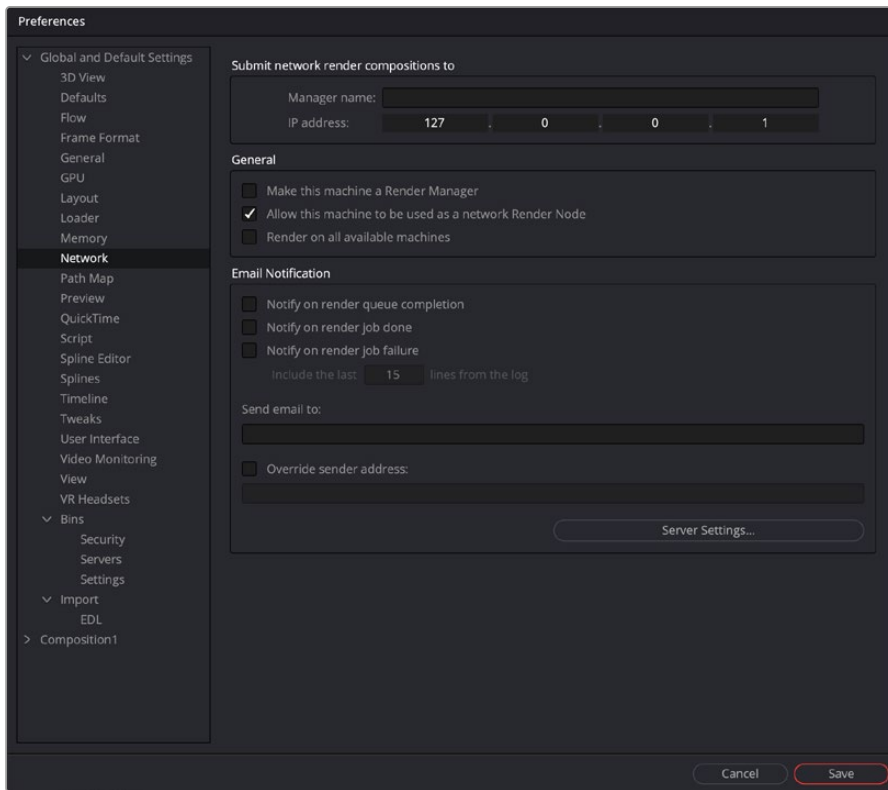 Preferences
Global and Default Settings
3D View
Defaults
Flow
Frame Format
General
GPU
Layout
Loader
Memory
Network
Path Map
Preview
QuickTime
Script
Spline Editor
Splines
Timeline
Tweaks
User Interface
Video Monitoring
View
VR Headsets
Bins
Security
Servers
Settings
Import
EDL
Composition1
Submit network render compositions to
Manager name:
IP address: 127 . 0 . 0 . 1
General
Make this machine a Render Manager
Allow this machine to be used as a network Render Node
Render on all available machines
Email Notification
Notify on render queue completion
Notify on render job done
Notify on render job failure
Include the last 15 lines from the log
Send email to:
Override sender address:
Server Settings...
Cancel Save